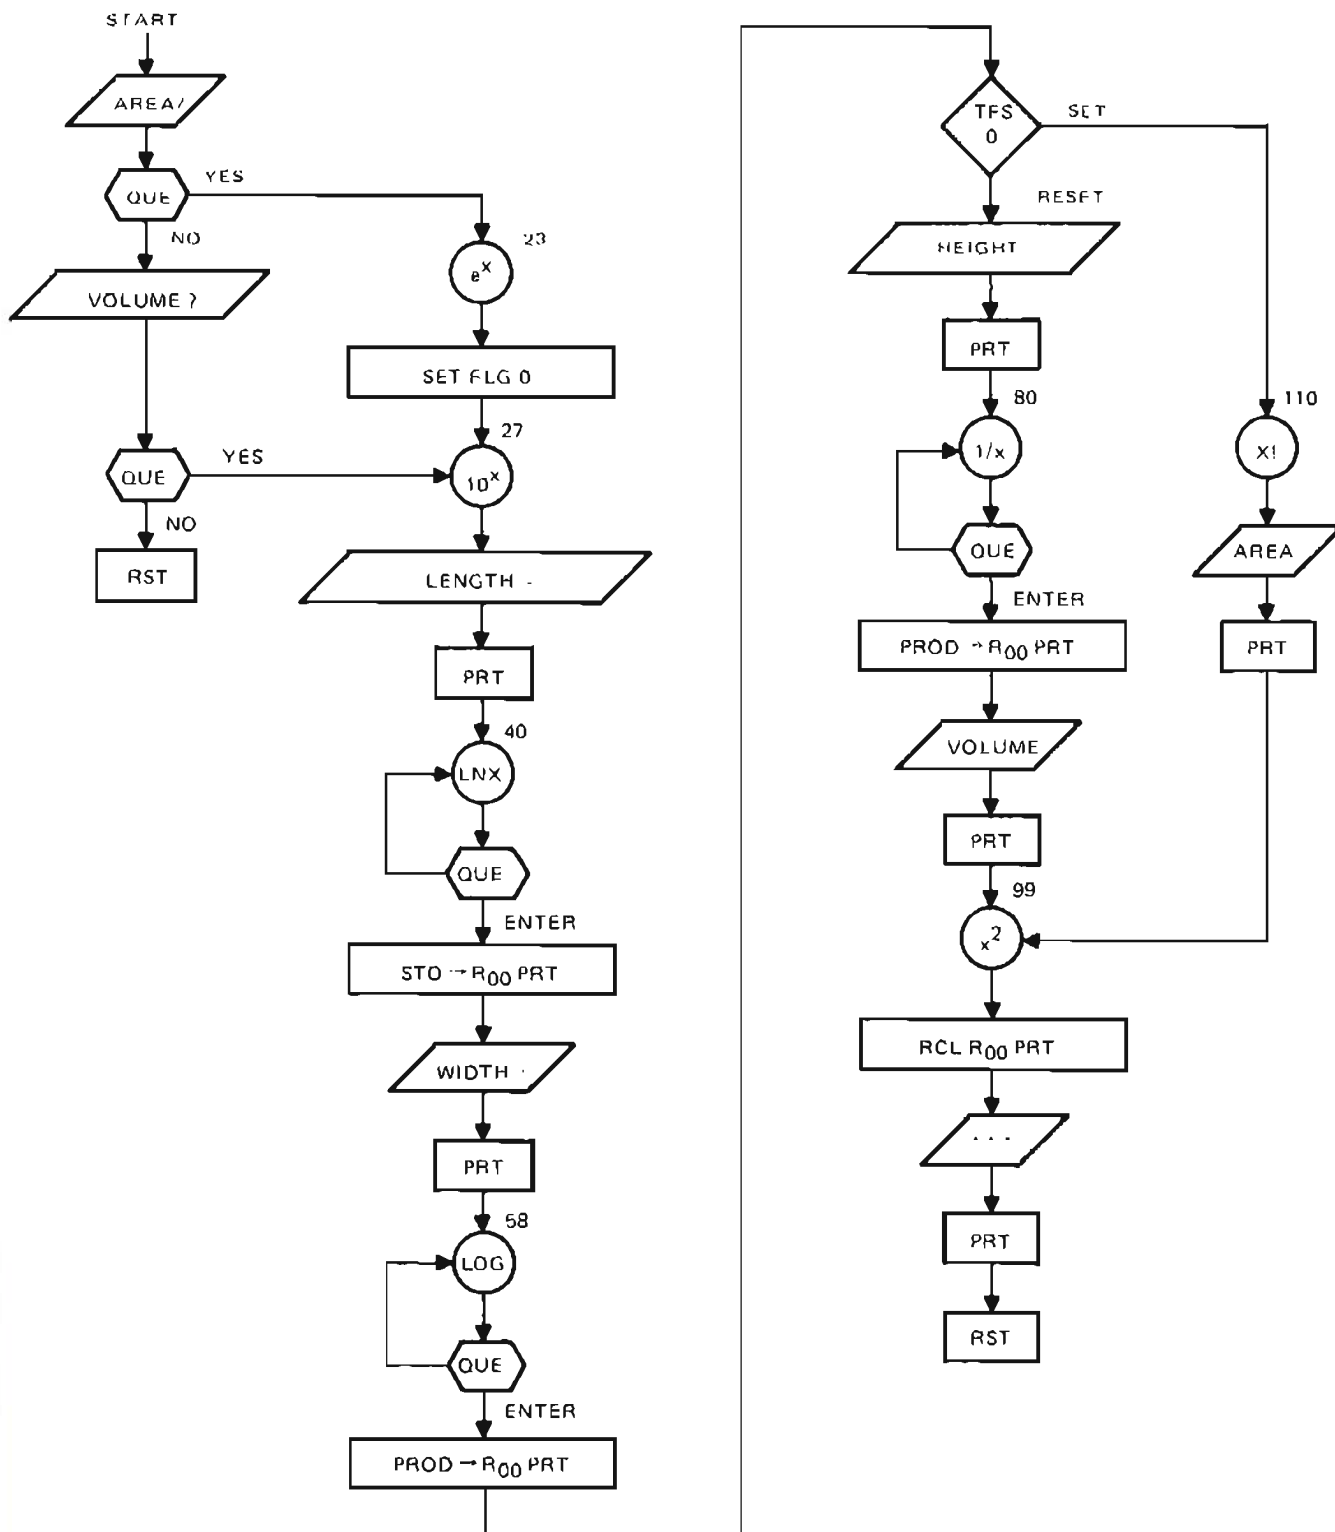 START
AREA?
QUE
YES
NO
VOLUME ?
QUE
YES
NO
RST
23
e^x
SET FLG 0
27
10^x
LENGTH -
PRT
40
LNX
QUE
ENTER
STO → R00 PRT
WIDTH -
PRT
58
LOG
QUE
ENTER
PROD → R00 PRT
TFS
0
SET
RESET
HEIGHT
PRT
80
1/x
QUE
ENTER
PROD → R00 PRT
VOLUME
PRT
99
x^2
110
X!
AREA
PRT
RCL R00 PRT
- - -
PRT
RST